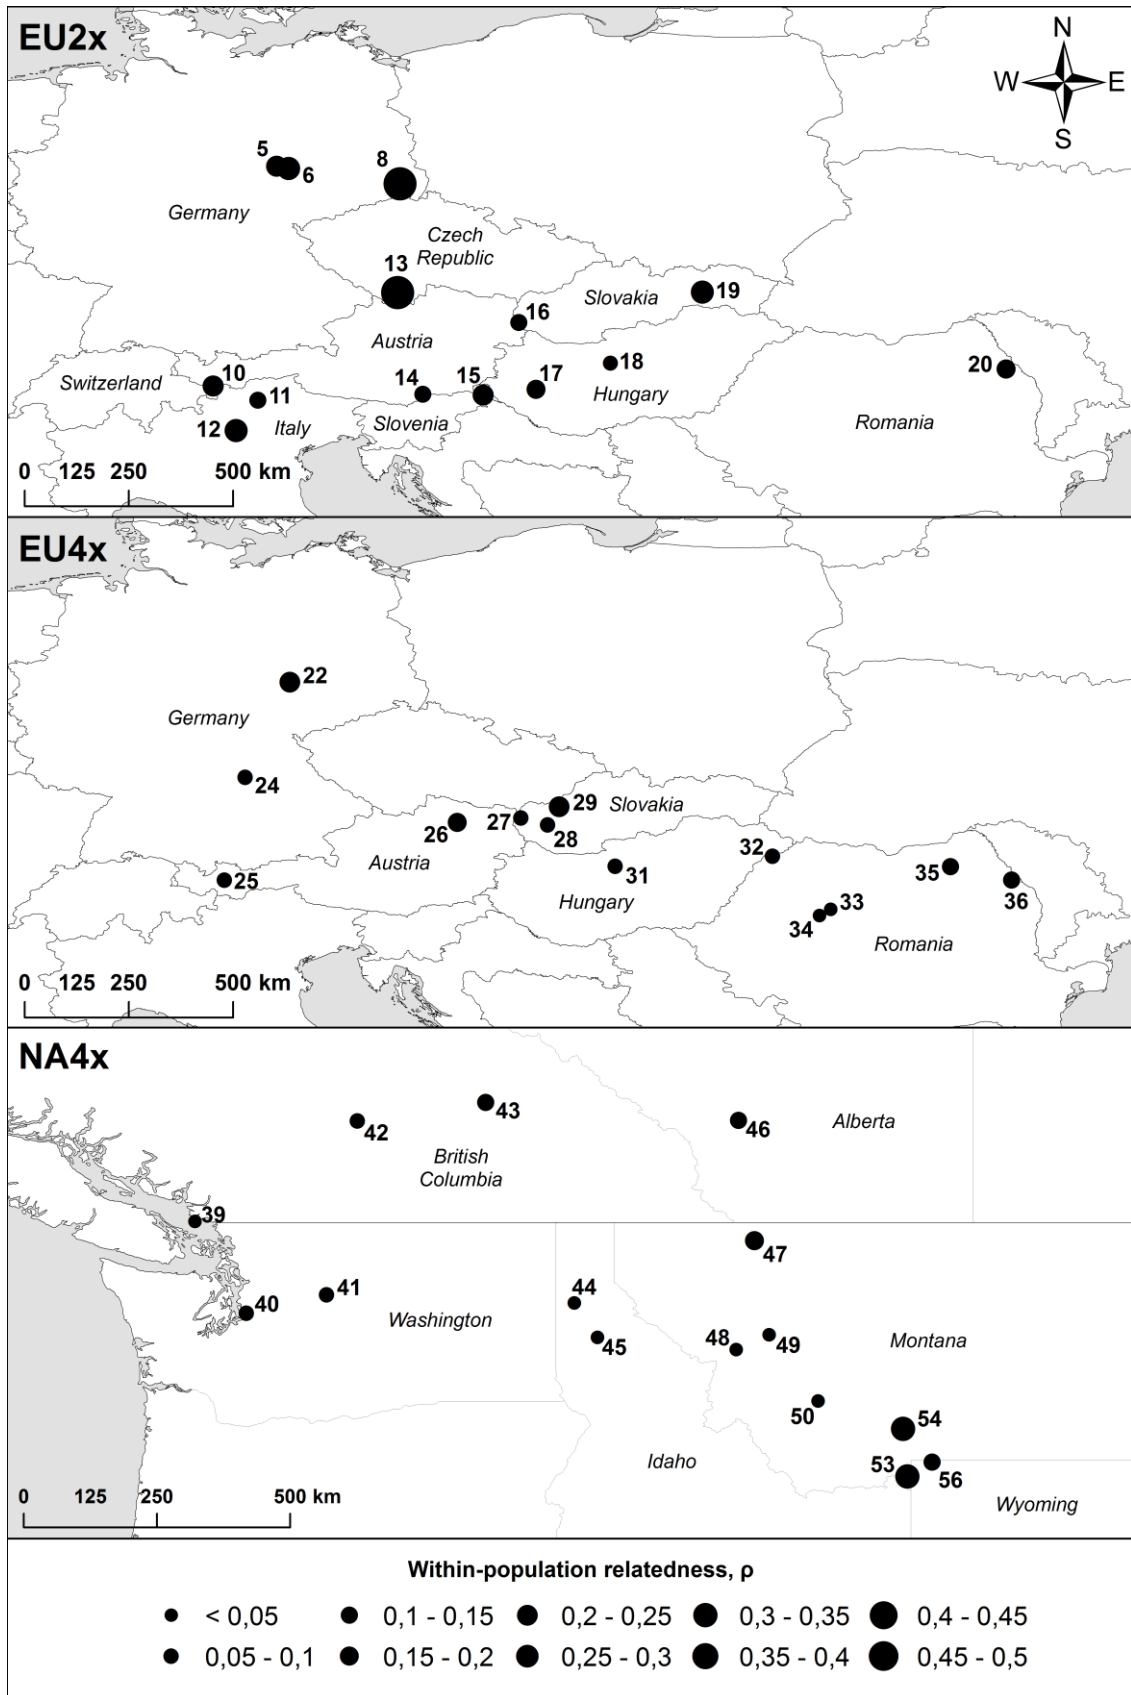 EU2x
N
W E
S
5
6
8
Germany
Czech
Republic
13
Slovakia
19
16
Austria
18
20
Switzerland
10
11
14
15
17
Hungary
12
Italy
Slovenia
Romania
0 125 250 500 km
EU4x
22
Germany
24
29
Slovakia
26
27
28
Austria
32
25
31
35
36
Hungary
33
34
Romania
0 125 250 500 km
NA4x
43
42
46
Alberta
British
Columbia
39
47
41
44
40
Washington
45
48
49
Montana
50
54
Idaho
53
56
0 125 250 500 km
Wyoming
Within-population relatedness, ρ
< 0,05 0,1 - 0,15 0,2 - 0,25 0,3 - 0,35 0,4 - 0,45
0,05 - 0,1 0,15 - 0,2 0,25 - 0,3 0,35 - 0,4 0,45 - 0,5